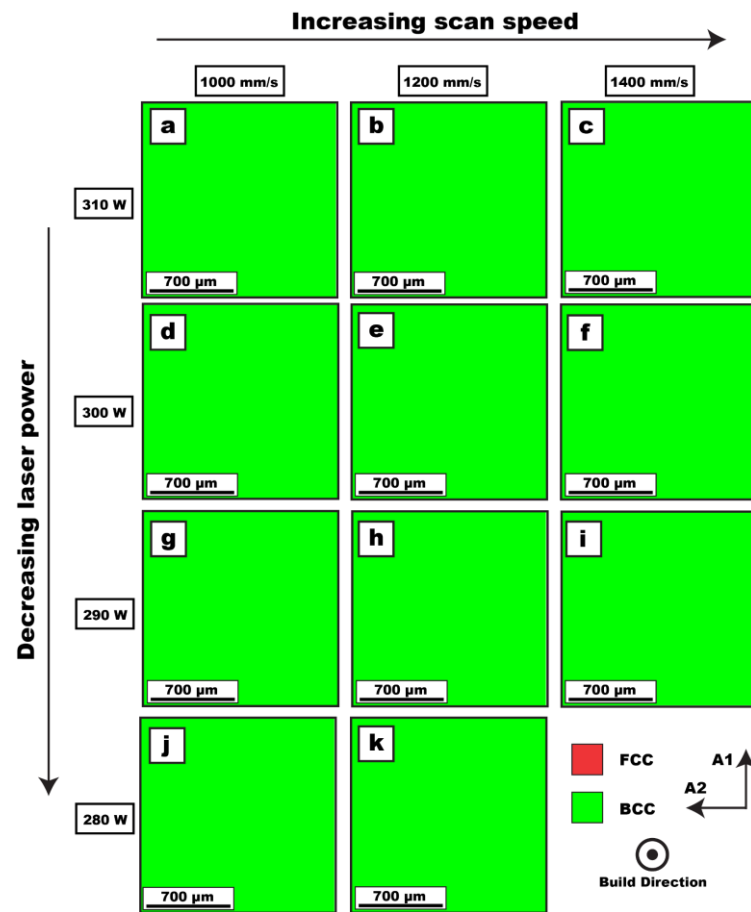 Increasing scan speed
1000 mm/s
1200 mm/s
1400 mm/s
Decreasing laser power
310 W
a
b
c
700 µm
700 µm
700 µm
300 W
d
e
f
700 µm
700 µm
700 µm
290 W
g
h
i
700 µm
700 µm
700 µm
280 W
j
k
700 µm
700 µm
FCC
BCC
A1
A2
Build Direction